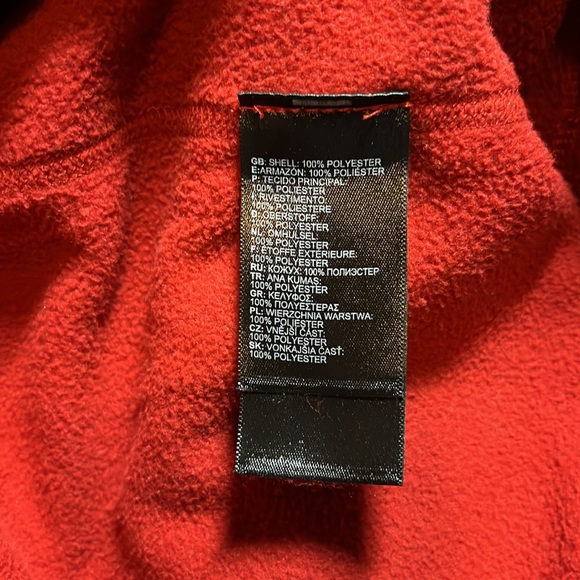 GB: SHELL: 100% POLYESTER
E:ARMAZÓN: 100% POLIÉSTER
P: TECIDO PRINCIPAL:
100% POLIESTER
I: RIVESTIMENTO:
100% POLIESTERE
D: OBERSTOFF:
100% POLYESTER
NL: OMHULSEL:
100% POLYESTER
F: ÉTOFFE EXTÉRIEURE:
100% POLYESTER
RU: КОЖУХ: 100% ПОЛИЭСТЕР
TR: ANA KUMAS:
100% POLYESTER
GR: ΚΕΛΥΦΟΣ:
100% ΠΟΛΥΕΣΤΕΡΑΣ
PL: WIERZCHNIA WARSTWA:
100% POLIESTER
CZ: VNĚJŠÍ ČÁST:
100% POLYESTER
SK: VONKAJŠIA ČASŤ:
100% POLYESTER